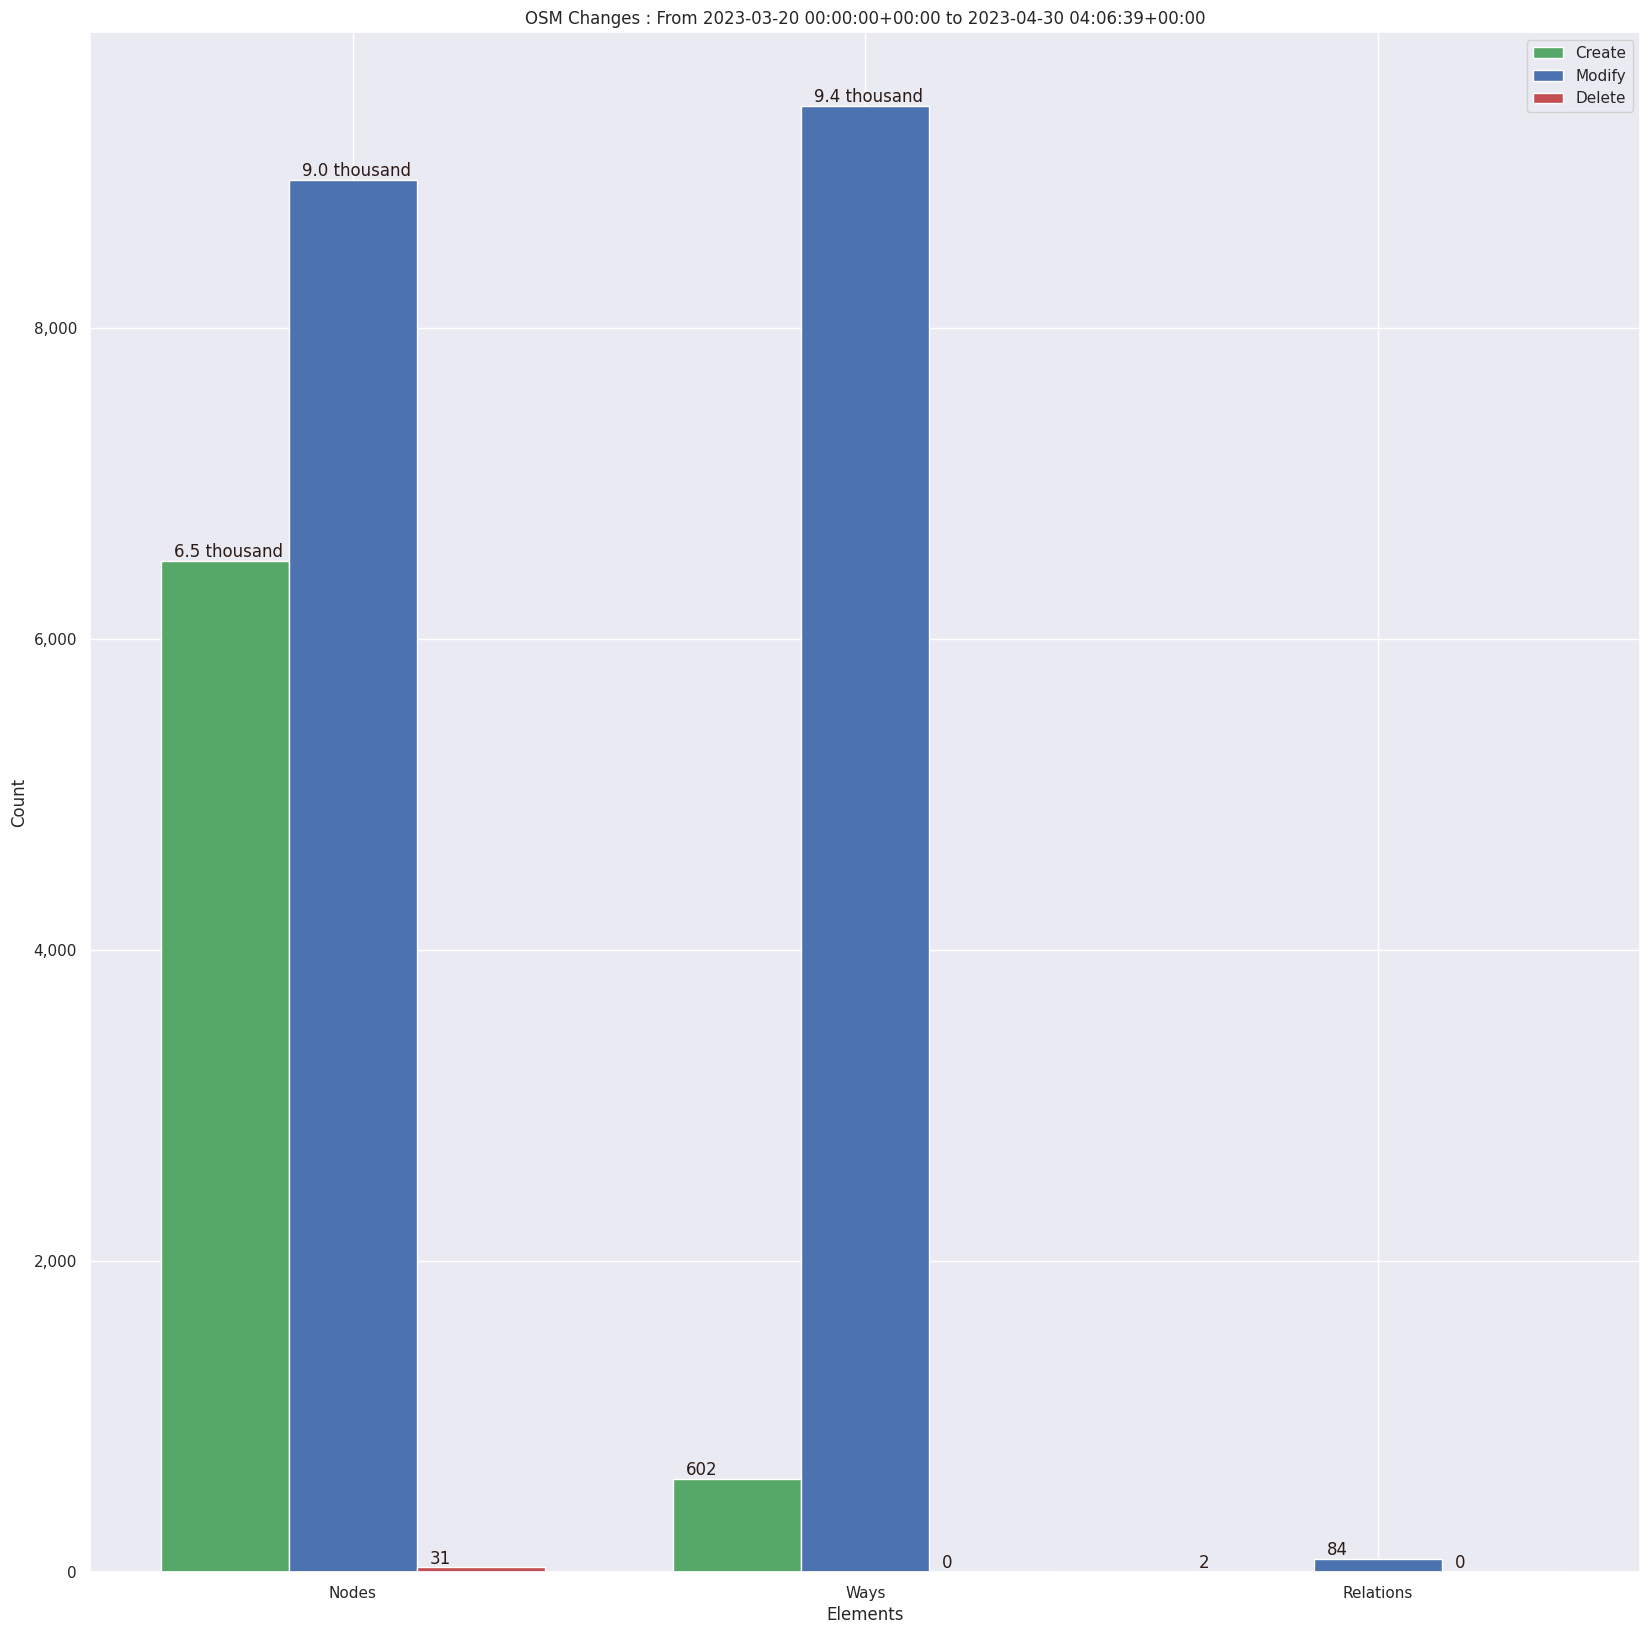 OSM Changes : From 2023-03-20 00:00:00+00:00 to 2023-04-30 04:06:39+00:00
Create
Modify
Delete
9.4 thousand
9.0 thousand
6.5 thousand
602
31
0
2
84
0
8,000
6,000
4,000
2,000
0
Count
Nodes
Ways
Relations
Elements